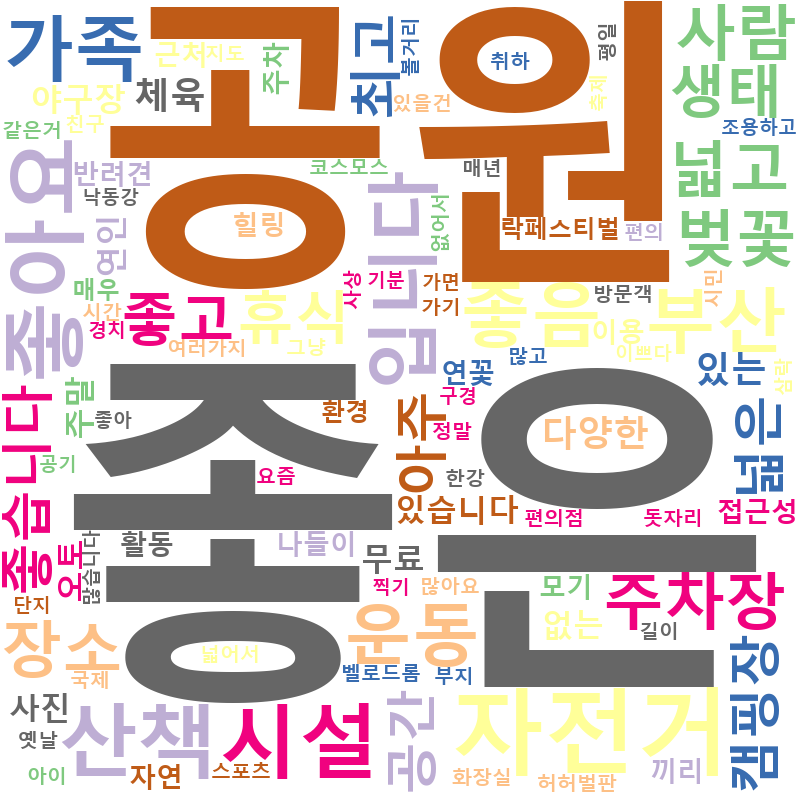 공원
좋은
가족
근처
지도
주차
최고
볼거리
취하
평일
사람
야구장
체육
있을건
축제
생태
같은거
친구
조용하고
좋아요
반려견
코스모스
매년
넓고
낙동강
입니다
없어서
힐링
락페스티벌
편의
벚꽃
연인
매우
사상
기분
가면
방문객
시민
시간
좋고
휴식
가기
좋음
이용
부산
경치
여러가지
그냥
많고
이쁘다
삼락
연꽃
있는
주말
좋아
환경
아주
구경
정말
다양한
넓은
좋습니다
공기
요즘
한강
있습니다
편의점
돗자리
접근성
오토
많습니다
활동
나들이
무료
찍기
많아요
모기
주차장
단지
없는
길이
장소
넓어서
운동
국제
벨로드롬
부지
캠핑장
사진
산책
시설
공간
자전거
옛날
아이
자연
스포츠
화장실
허허벌판
끼리